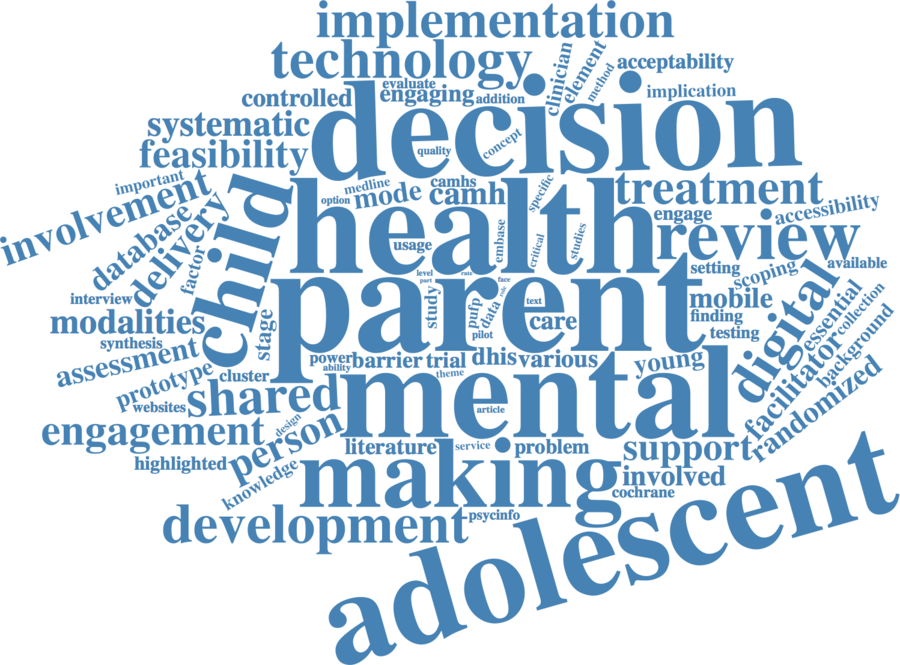 implementation
technology
clinician
element
method
acceptability
evaluate
controlled
engaging
addition
implication
decision
systematic
feasibility
quality
concept
important
involvement
database
delivery
factor
child
medline
option
mode
camhs
camh
specific
treatment
health
engage
accessibility
usage
embase
critical
studies
review
setting
scoping
available
interview
modalities
synthesis
stage
level
part
rate
face
role
parent
study
pufp
data
pilot
text
care
mobile
finding
testing
digital
essential
collection
facilitator
background
randomized
assessment
prototype
cluster
websites
power
ability
barrier
trial
dhis
various
young
theme
shared
mental
article
engagement
design
person
highlighted
knowledge
literature
service
problem
support
involved
cochrane
making
development
psycinfo
adolescent